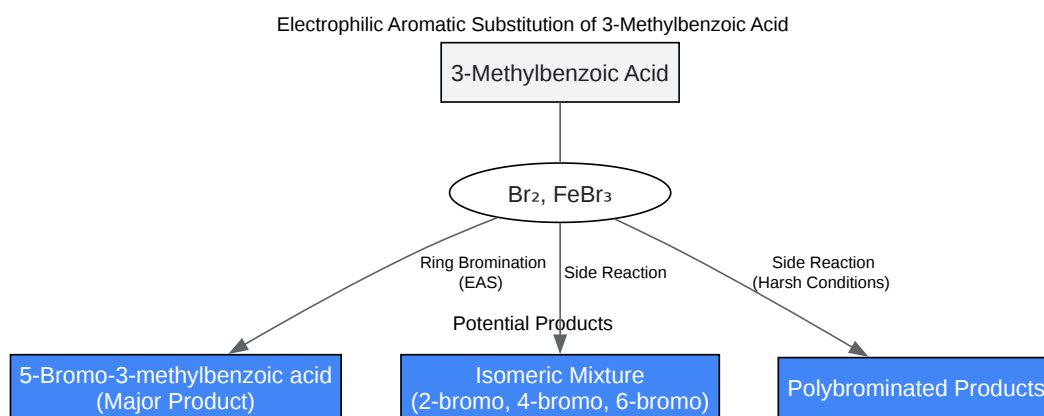 Electrophilic Aromatic Substitution of 3-Methylbenzoic Acid
3-Methylbenzoic Acid
Br₂, FeBr₃
Ring Bromination
(EAS)
Side Reaction
Side Reaction
(Harsh Conditions)
Potential Products
5-Bromo-3-methylbenzoic acid
(Major Product)
Isomeric Mixture
(2-bromo, 4-bromo, 6-bromo)
Polybrominated Products